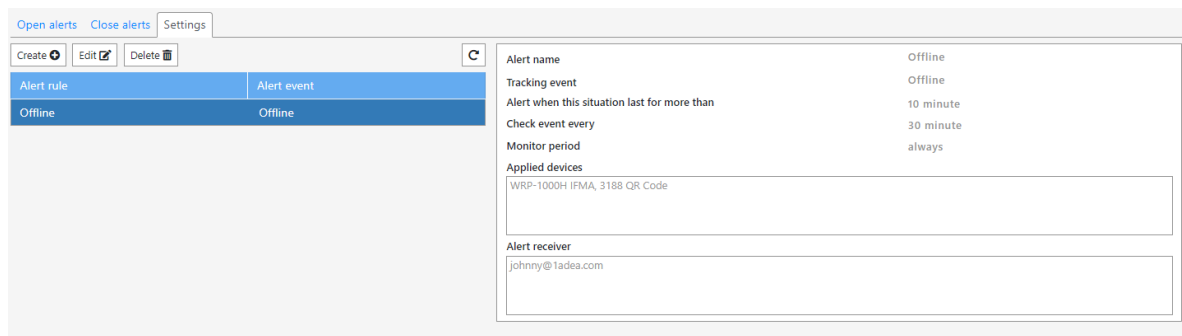 Open alerts Close alerts Settings
Create Edit Delete
Alert rule Alert event
Offline Offline
Alert name Offline
Tracking event Offline
Alert when this situation last for more than 10 minute
Check event every 30 minute
Monitor period always
Applied devices
WRP-1000H IFMA, 3188 QR Code
Alert receiver
johnny@1adea.com